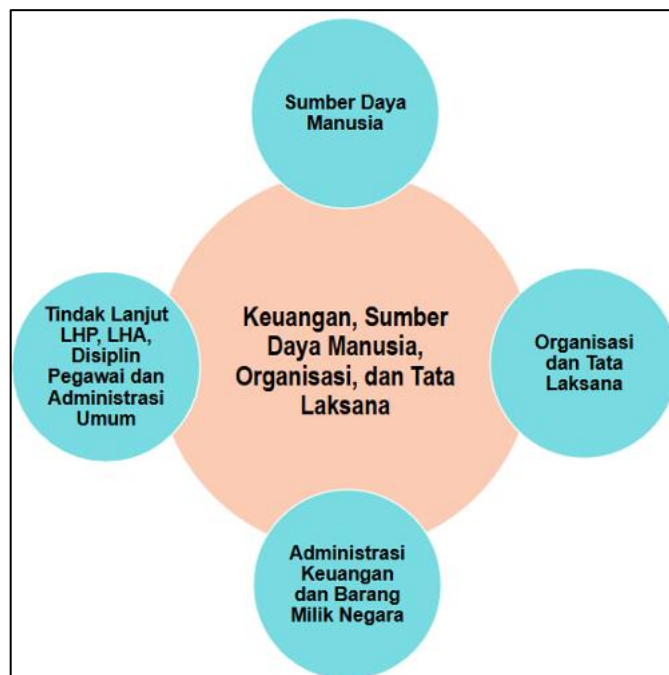 Sumber Daya
Manusia
Tindak Lanjut
LHP, LHA,
Disiplin
Pegawai dan
Administrasi
Umum
Keuangan, Sumber
Daya Manusia,
Organisasi, dan Tata
Laksana
Organisasi
dan Tata
Laksana
Administrasi
Keuangan
dan Barang
Milik Negara